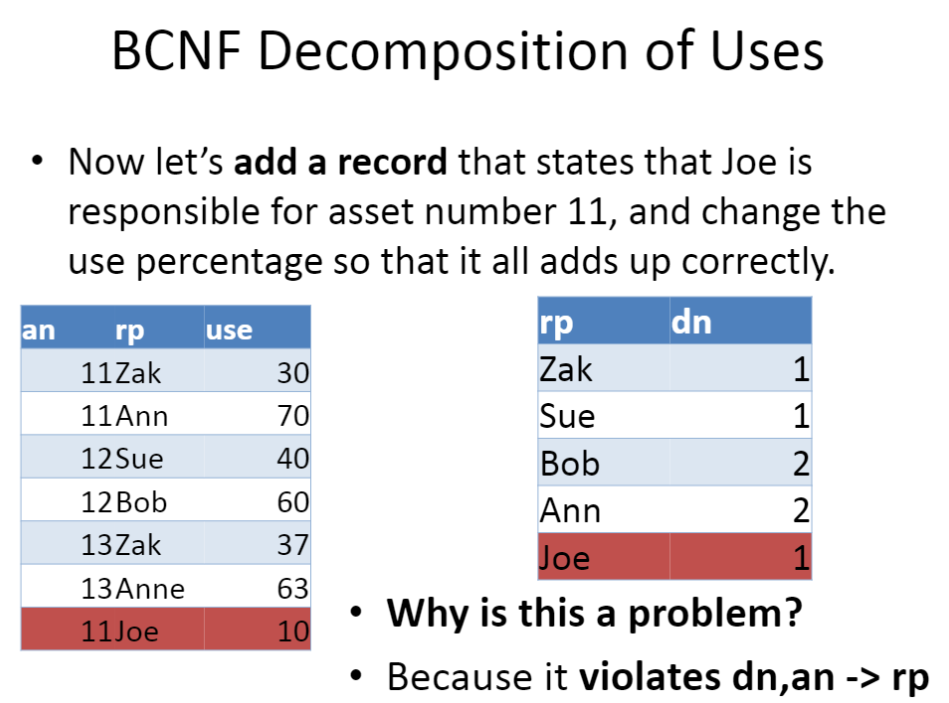 BCNF Decomposition of Uses
• Now let’s add a record that states that Joe is
responsible for asset number 11, and change the
use percentage so that it all adds up correctly.
an rp use
11 Zak 30
11 Ann 70
12 Sue 40
12 Bob 60
13 Zak 37
13 Anne 63
11 Joe 10
rp dn
Zak 1
Sue 1
Bob 2
Ann 2
Joe 1
• Why is this a problem?
• Because it violates dn,an -> rp